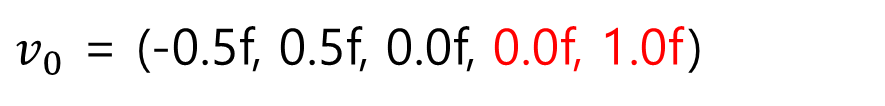 v₀ = (-0.5f, 0.5f, 0.0f, 0.0f, 1.0f)